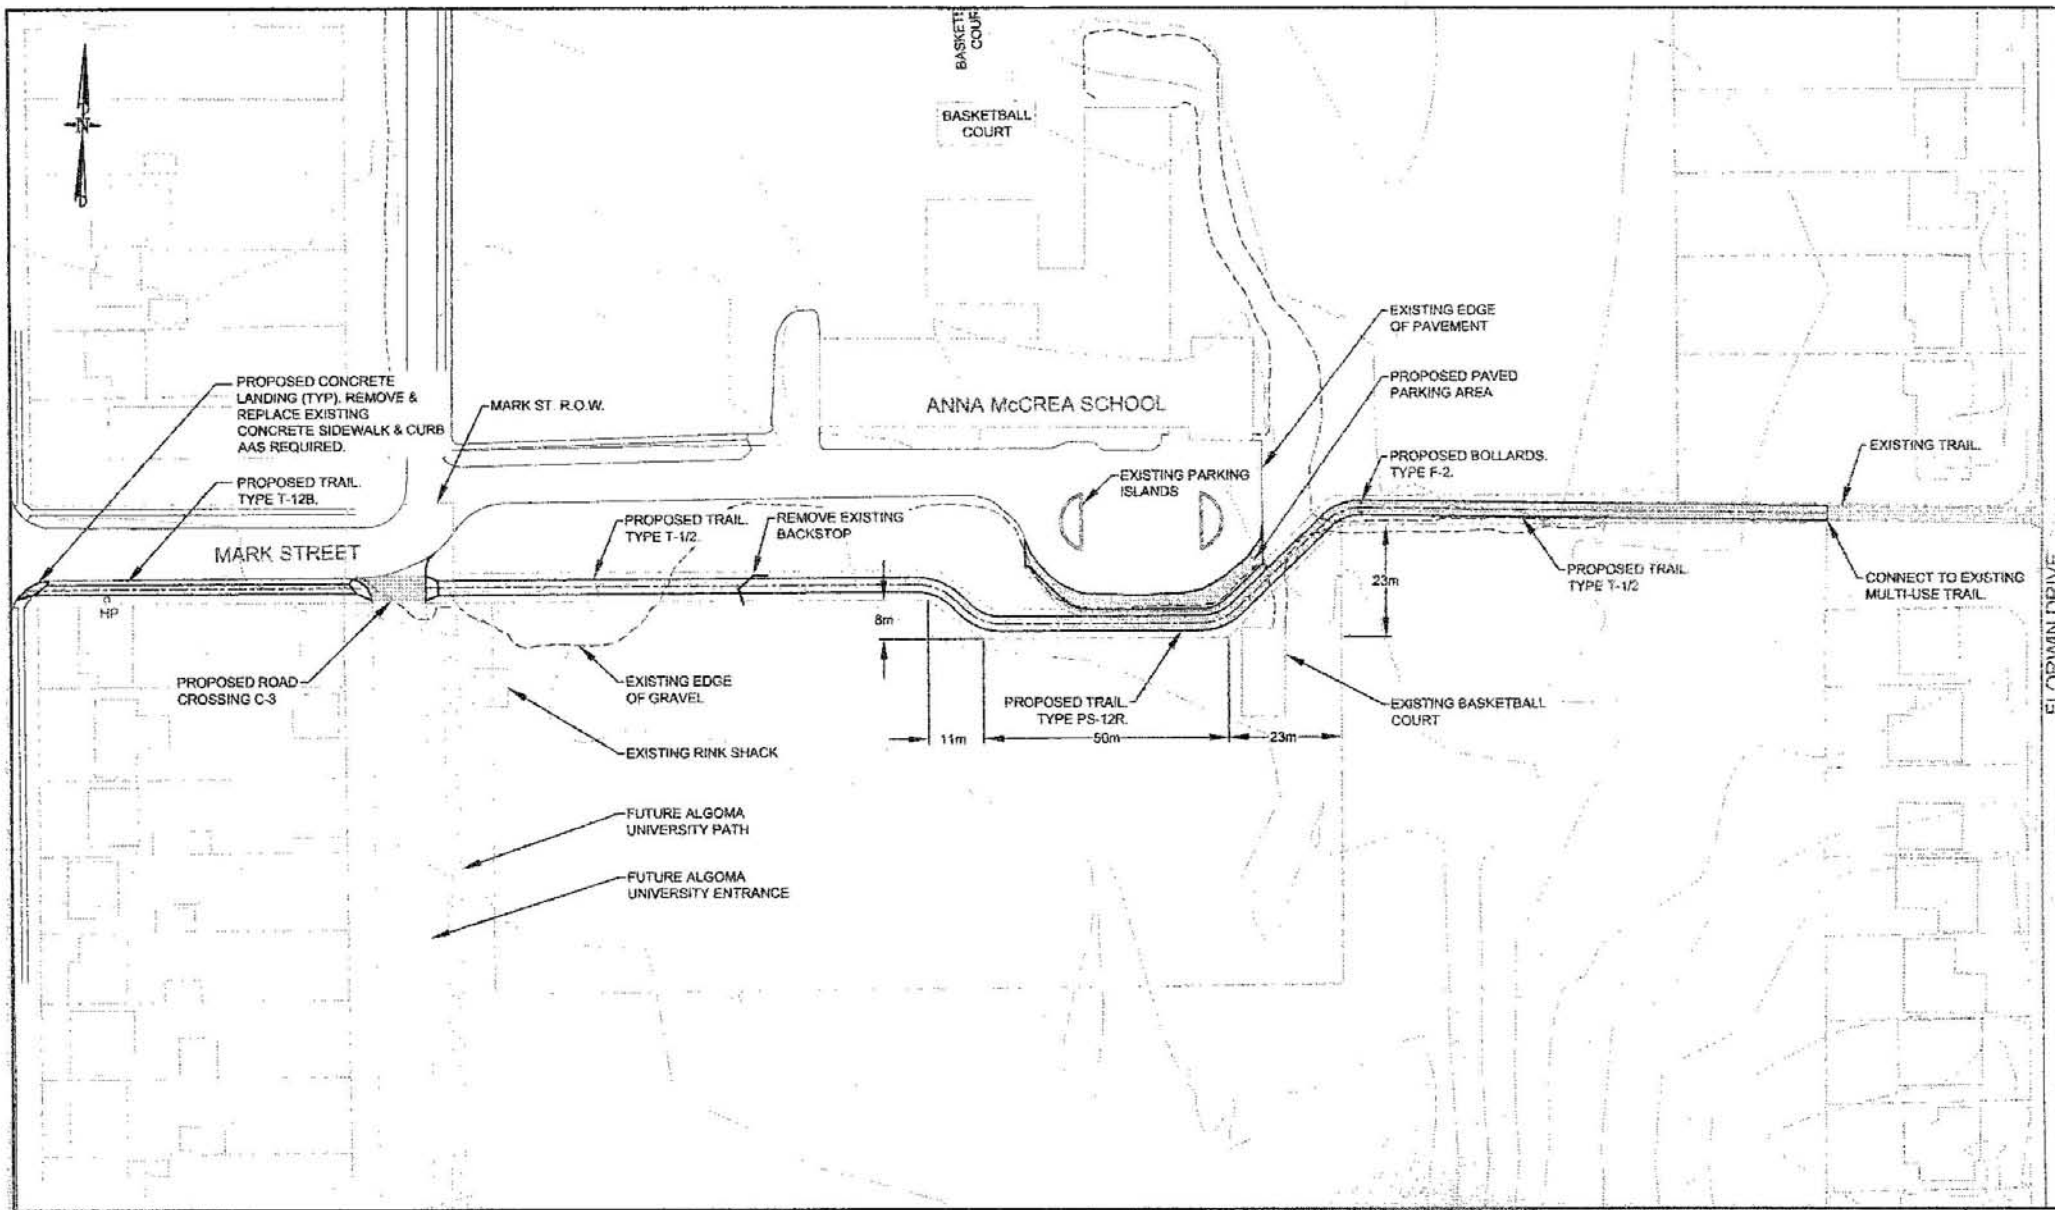 BASKETB
COUR
BASKETBALL
COURT
N
EXISTING EDGE
OF PAVEMENT
PROPOSED CONCRETE
LANDING (TYP). REMOVE &
REPLACE EXISTING
CONCRETE SIDEWALK & CURB
AAS REQUIRED.
MARK ST. R.O.W.
ANNA McCREA SCHOOL
PROPOSED PAVED
PARKING AREA
EXISTING TRAIL.
PROPOSED BOLLARDS.
TYPE F-2.
EXISTING PARKING
ISLANDS
PROPOSED TRAIL.
TYPE T-12B.
PROPOSED TRAIL.
TYPE T-1/2.
REMOVE EXISTING
BACKSTOP
MARK STREET
HP
8m
23m
PROPOSED TRAIL.
TYPE T-1/2
CONNECT TO EXISTING
MULTI-USE TRAIL.
PROPOSED ROAD
CROSSING C-3
EXISTING EDGE
OF GRAVEL
PROPOSED TRAIL.
TYPE PS-12R.
EXISTING BASKETBALL
COURT
11m
50m
23m
EXISTING RINK SHACK
FUTURE ALGOMA
UNIVERSITY PATH
FUTURE ALGOMA
UNIVERSITY ENTRANCE
DRIVE